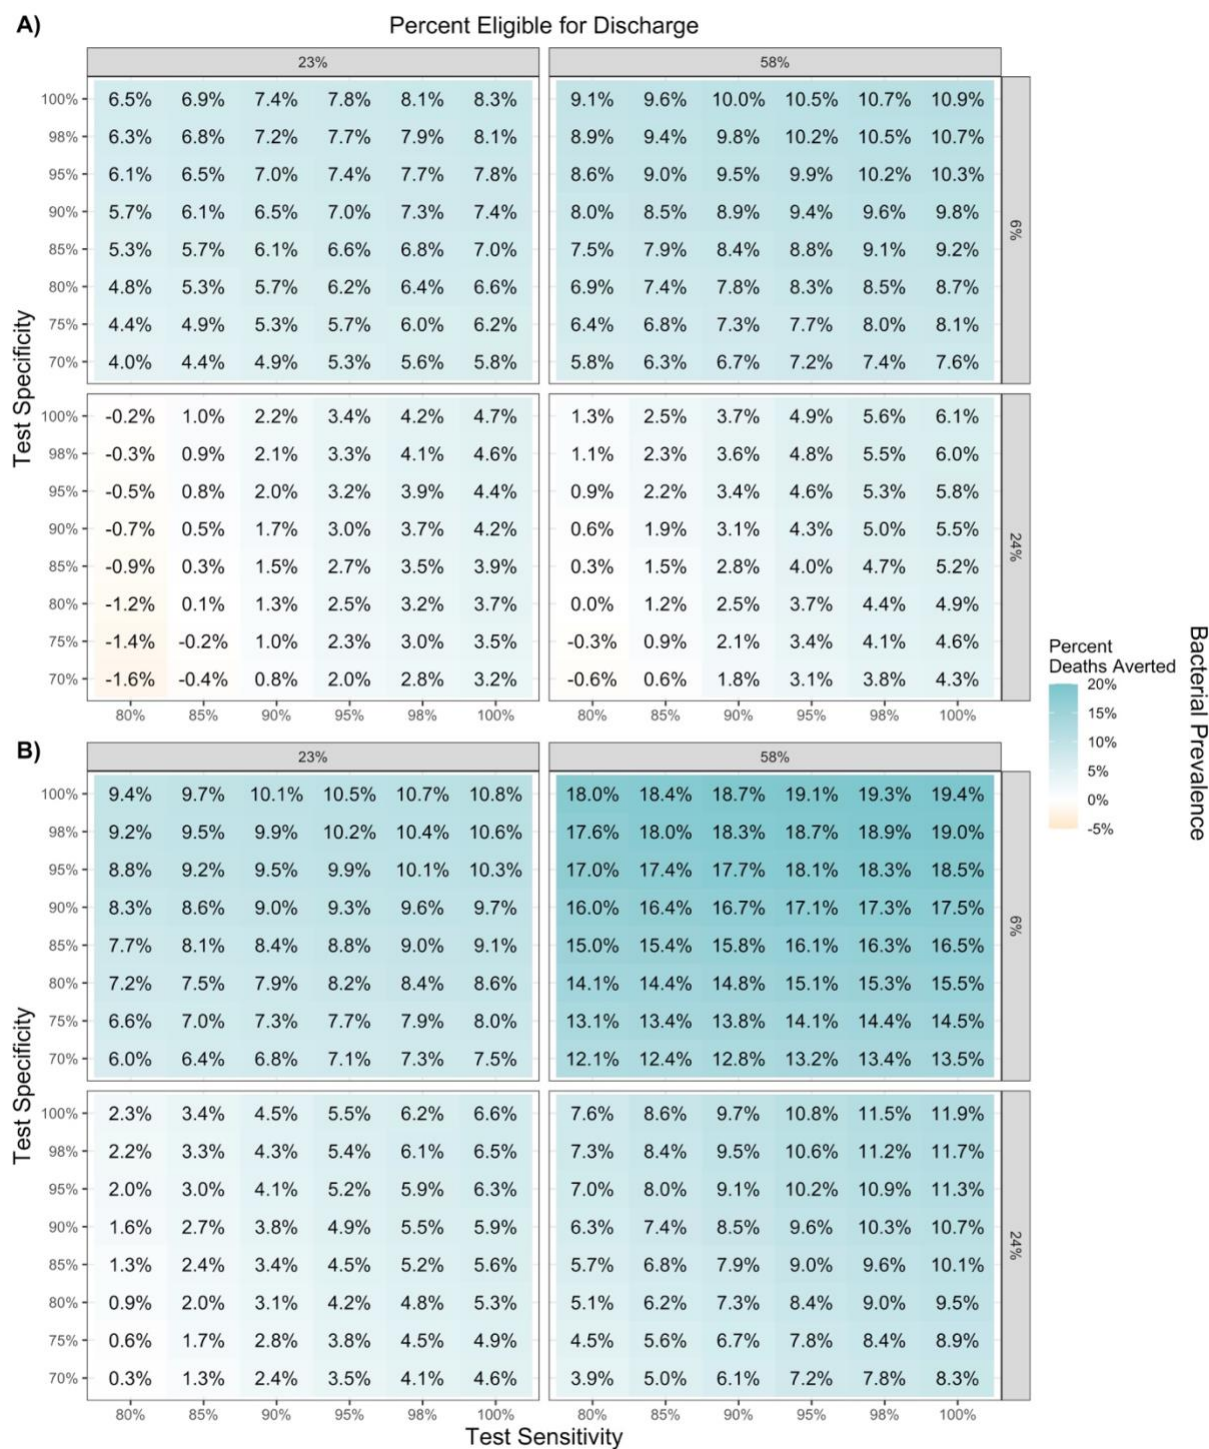 A)
Percent Eligible for Discharge
23% 58%
100% 6.5% 6.9% 7.4% 7.8% 8.1% 8.3% 9.1% 9.6% 10.0% 10.5% 10.7% 10.9%
98% 6.3% 6.8% 7.2% 7.7% 7.9% 8.1% 8.9% 9.4% 9.8% 10.2% 10.5% 10.7%
95% 6.1% 6.5% 7.0% 7.4% 7.7% 7.8% 8.6% 9.0% 9.5% 9.9% 10.2% 10.3%
90% 5.7% 6.1% 6.5% 7.0% 7.3% 7.4% 8.0% 8.5% 8.9% 9.4% 9.6% 9.8%
85% 5.3% 5.7% 6.1% 6.6% 6.8% 7.0% 7.5% 7.9% 8.4% 8.8% 9.1% 9.2%
80% 4.8% 5.3% 5.7% 6.2% 6.4% 6.6% 6.9% 7.4% 7.8% 8.3% 8.5% 8.7%
75% 4.4% 4.9% 5.3% 5.7% 6.0% 6.2% 6.4% 6.8% 7.3% 7.7% 8.0% 8.1%
70% 4.0% 4.4% 4.9% 5.3% 5.6% 5.8% 5.8% 6.3% 6.7% 7.2% 7.4% 7.6%
6%
Test Specificity
100% -0.2% 1.0% 2.2% 3.4% 4.2% 4.7% 1.3% 2.5% 3.7% 4.9% 5.6% 6.1%
98% -0.3% 0.9% 2.1% 3.3% 4.1% 4.6% 1.1% 2.3% 3.6% 4.8% 5.5% 6.0%
95% -0.5% 0.8% 2.0% 3.2% 3.9% 4.4% 0.9% 2.2% 3.4% 4.6% 5.3% 5.8%
90% -0.7% 0.5% 1.7% 3.0% 3.7% 4.2% 0.6% 1.9% 3.1% 4.3% 5.0% 5.5%
85% -0.9% 0.3% 1.5% 2.7% 3.5% 3.9% 0.3% 1.5% 2.8% 4.0% 4.7% 5.2%
80% -1.2% 0.1% 1.3% 2.5% 3.2% 3.7% 0.0% 1.2% 2.5% 3.7% 4.4% 4.9%
75% -1.4% -0.2% 1.0% 2.3% 3.0% 3.5% -0.3% 0.9% 2.1% 3.4% 4.1% 4.6%
70% -1.6% -0.4% 0.8% 2.0% 2.8% 3.2% -0.6% 0.6% 1.8% 3.1% 3.8% 4.3%
24%
80% 85% 90% 95% 98% 100% 80% 85% 90% 95% 98% 100%
Percent
Deaths Averted
20%
15%
10%
5%
0%
-5%
Bacterial Prevalence
B)
23% 58%
100% 9.4% 9.7% 10.1% 10.5% 10.7% 10.8% 18.0% 18.4% 18.7% 19.1% 19.3% 19.4%
98% 9.2% 9.5% 9.9% 10.2% 10.4% 10.6% 17.6% 18.0% 18.3% 18.7% 18.9% 19.0%
95% 8.8% 9.2% 9.5% 9.9% 10.1% 10.3% 17.0% 17.4% 17.7% 18.1% 18.3% 18.5%
90% 8.3% 8.6% 9.0% 9.3% 9.6% 9.7% 16.0% 16.4% 16.7% 17.1% 17.3% 17.5%
85% 7.7% 8.1% 8.4% 8.8% 9.0% 9.1% 15.0% 15.4% 15.8% 16.1% 16.3% 16.5%
80% 7.2% 7.5% 7.9% 8.2% 8.4% 8.6% 14.1% 14.4% 14.8% 15.1% 15.3% 15.5%
75% 6.6% 7.0% 7.3% 7.7% 7.9% 8.0% 13.1% 13.4% 13.8% 14.1% 14.4% 14.5%
70% 6.0% 6.4% 6.8% 7.1% 7.3% 7.5% 12.1% 12.4% 12.8% 13.2% 13.4% 13.5%
6%
Test Specificity
100% 2.3% 3.4% 4.5% 5.5% 6.2% 6.6% 7.6% 8.6% 9.7% 10.8% 11.5% 11.9%
98% 2.2% 3.3% 4.3% 5.4% 6.1% 6.5% 7.3% 8.4% 9.5% 10.6% 11.2% 11.7%
95% 2.0% 3.0% 4.1% 5.2% 5.9% 6.3% 7.0% 8.0% 9.1% 10.2% 10.9% 11.3%
90% 1.6% 2.7% 3.8% 4.9% 5.5% 5.9% 6.3% 7.4% 8.5% 9.6% 10.3% 10.7%
85% 1.3% 2.4% 3.4% 4.5% 5.2% 5.6% 5.7% 6.8% 7.9% 9.0% 9.6% 10.1%
80% 0.9% 2.0% 3.1% 4.2% 4.8% 5.3% 5.1% 6.2% 7.3% 8.4% 9.0% 9.5%
75% 0.6% 1.7% 2.8% 3.8% 4.5% 4.9% 4.5% 5.6% 6.7% 7.8% 8.4% 8.9%
70% 0.3% 1.3% 2.4% 3.5% 4.1% 4.6% 3.9% 5.0% 6.1% 7.2% 7.8% 8.3%
24%
80% 85% 90% 95% 98% 100% 80% 85% 90% 95% 98% 100%
Test Sensitivity